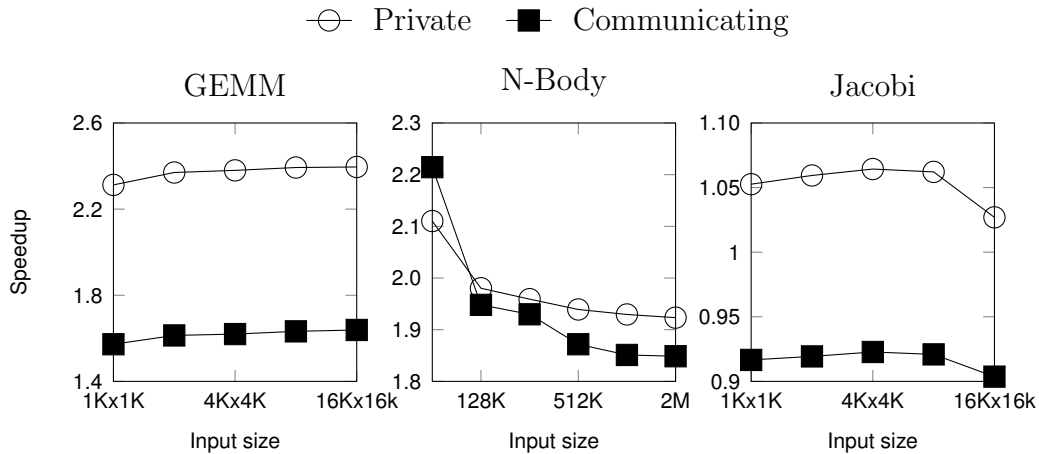 Private Communicating
GEMM
N-Body
Jacobi
Speedup
2.6
2.2
1.8
1.4
1Kx1K 4Kx4K 16Kx16k
Input size
2.3
2.2
2.1
2.0
1.9
1.8
128K 512K 2M
Input size
1.10
1.05
1
0.95
0.9
1Kx1K 4Kx4K 16Kx16k
Input size